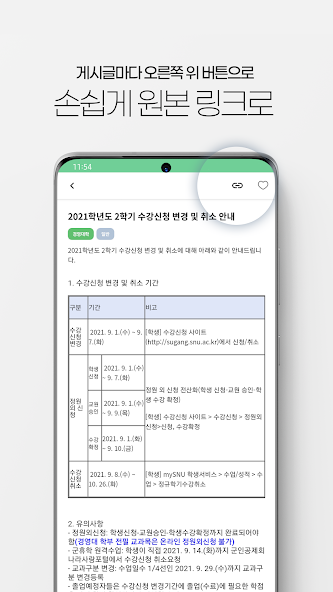 게시글마다 오른쪽 위 버튼으로
손쉽게 원본 링크로
11:54
2021학년도 2학기 수강신청 변경 및 취소 안내
경영대학
일반
2021학년도 2학기 수강신청 변경 및 취소에 대해 아래와 같이 안내드립니
다.
1. 수강신청 변경 및 취소 기간
구분 기간 비고
수강
신청
변경
2021. 9. 1.(수) ~ 9.
7.(화)
[학생] 수강신청 사이트
(http://sugang.snu.ac.kr)에서 신청/취소
정원
외 신
청
학생
신청
2021. 9. 1.(수)
~ 9. 7.(화)
교원
승인
2021. 9. 1.(수)
~ 9. 9.(목)
수강
확정
2021. 9. 1.(화)
~ 9. 10.(금)
정원 외 신청 전산화(학생 신청·교원 승인·학
생 수강 확정)
[학생] 수강신청 사이트 > 수강신청 > 정원외
신청>신청, 수강확정
수강
취소
2021. 9. 8.(수) ~
10. 26.(화)
[학생] mySNU 학생서비스 > 수업/성적 > 수
업 > 정규학기수강취소
2. 유의사항
- 정원외신청: 학생신청·교원승인·학생수강확정까지 완료되어야
함(경영대 학부 전필 교과목은 온라인 정원외신청 불가)
- 군휴학 원격수업: 학생이 직접 2021. 9. 14.(화)까지 군인공제회
나라사랑포털에서 수강신청 변경
- 교과구분 변경: 수업일수 1/4선인 2021. 9. 29.(수)까지 교과구
분 변경등록
- 졸업예정자들은 수강신청 변경기간에 졸업(수료)에 필요한 학점